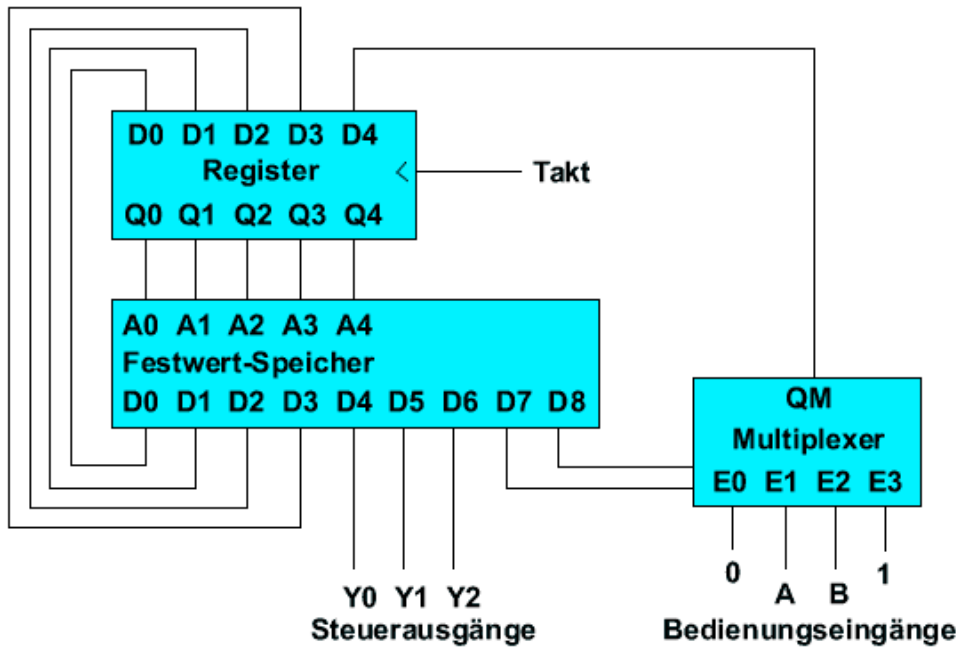 D0 D1 D2 D3 D4
Register
Takt
Q0 Q1 Q2 Q3 Q4
A0 A1 A2 A3 A4
Festwert-Speicher
D0 D1 D2 D3 D4 D5 D6 D7 D8
QM
Multiplexer
E0 E1 E2 E3
0 A B 1
Y0 Y1 Y2
Steuerausgänge
Bedienungseingänge